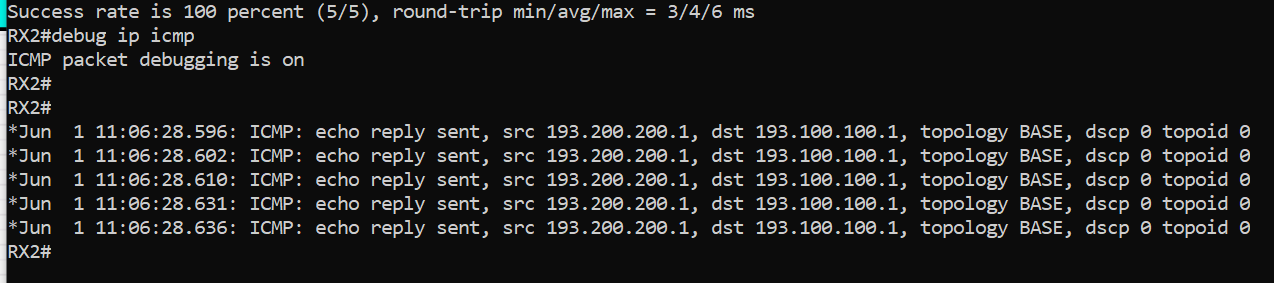 Success rate is 100 percent (5/5), round-trip min/avg/max = 3/4/6 ms
RX2#debug ip icmp
ICMP packet debugging is on
RX2#
RX2#
*Jun  1 11:06:28.596: ICMP: echo reply sent, src 193.200.200.1, dst 193.100.100.1, topology BASE, dscp 0 topoid 0
*Jun  1 11:06:28.602: ICMP: echo reply sent, src 193.200.200.1, dst 193.100.100.1, topology BASE, dscp 0 topoid 0
*Jun  1 11:06:28.610: ICMP: echo reply sent, src 193.200.200.1, dst 193.100.100.1, topology BASE, dscp 0 topoid 0
*Jun  1 11:06:28.631: ICMP: echo reply sent, src 193.200.200.1, dst 193.100.100.1, topology BASE, dscp 0 topoid 0
*Jun  1 11:06:28.636: ICMP: echo reply sent, src 193.200.200.1, dst 193.100.100.1, topology BASE, dscp 0 topoid 0
RX2#